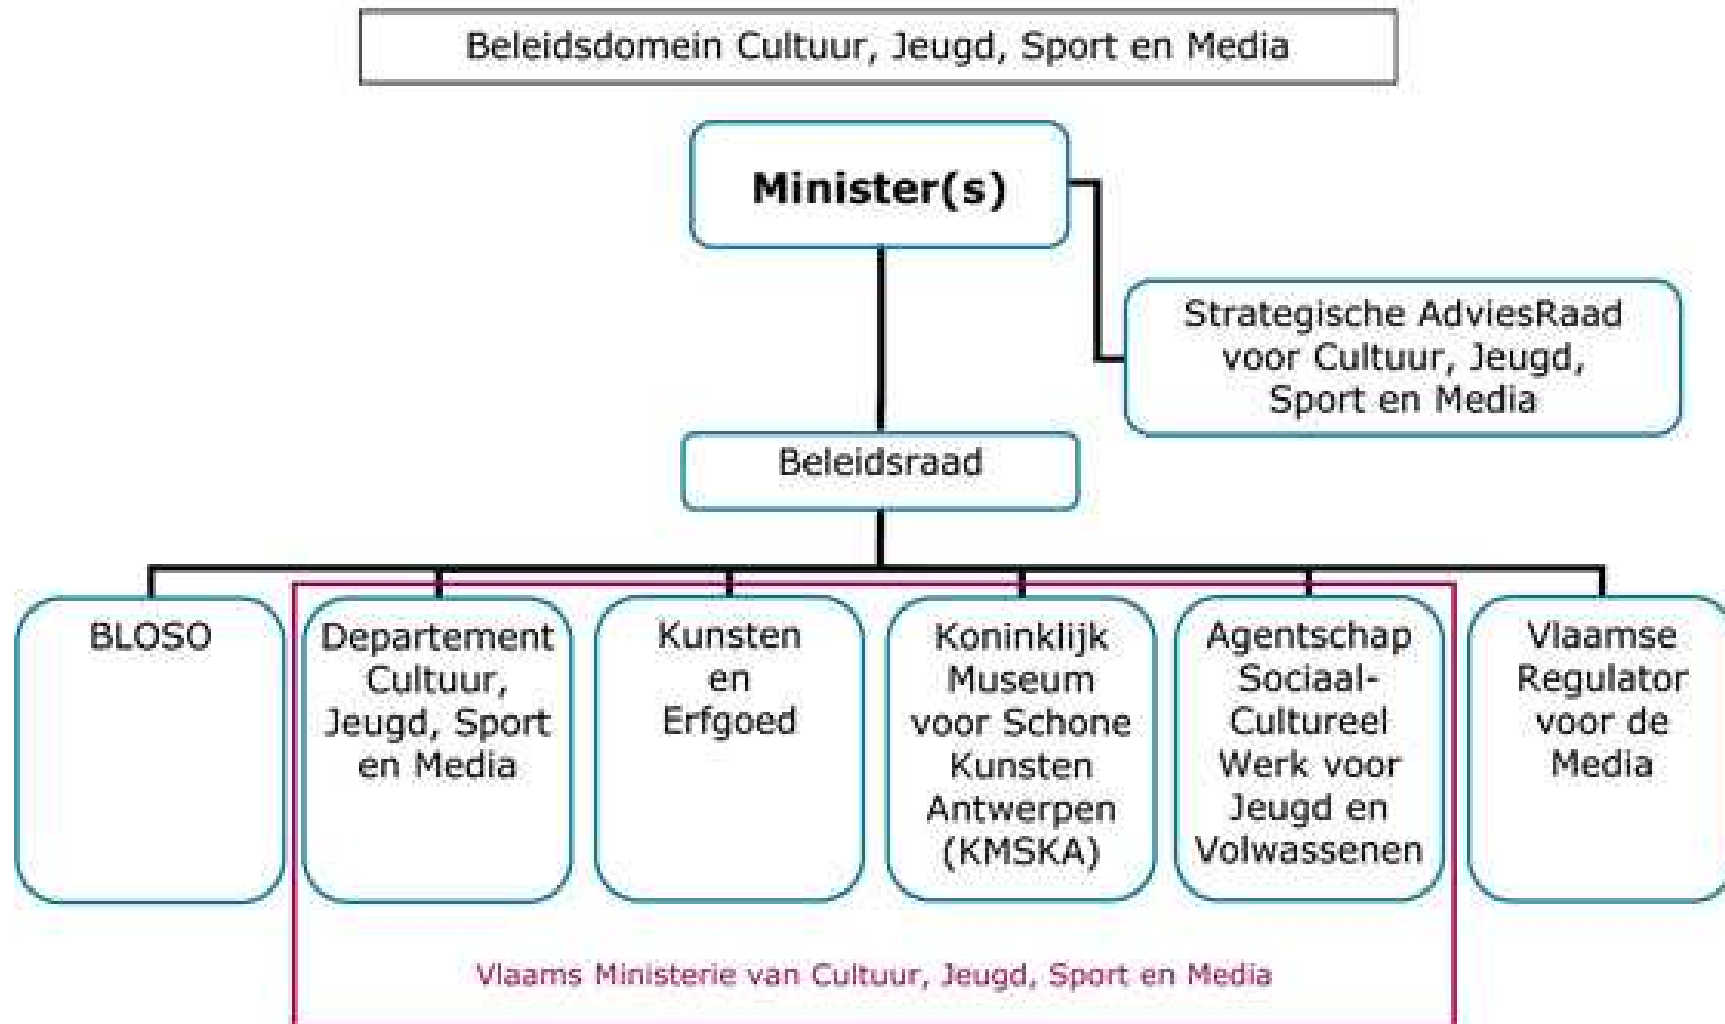 Beleidsdomein Cultuur, Jeugd, Sport en Media
Minister(s)
Strategische AdviesRaad
voor Cultuur, Jeugd,
Sport en Media
Beleidsraad
BLOSO
Departement
Cultuur,
Jeugd, Sport
en Media
Kunsten
en
Erfgoed
Koninklijk
Museum
voor Schone
Kunsten
Antwerpen
(KMSKA)
Agentschap
Sociaal-
Cultureel
Werk voor
Jeugd en
Volwassenen
Vlaamse
Regulator
voor de
Media
Vlaams Ministerie van Cultuur, Jeugd, Sport en Media